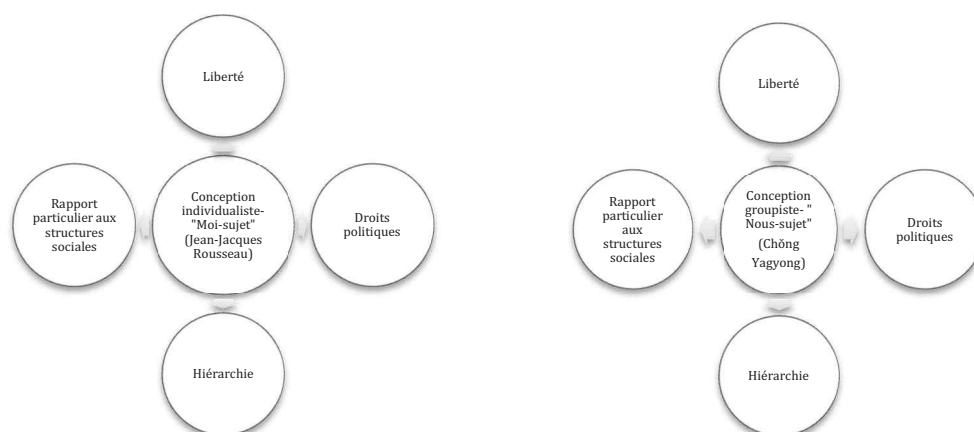 Liberté
Rapport
particulier aux
structures
sociales
Conception
individualiste-
"Moi-sujet"
(Jean-Jacques
Rousseau)
Droits
politiques
Hiérarchie
Liberté
Rapport
particulier
aux
structures
sociales
Conception
groupiste- "
Nous-sujet"
(Chŏng
Yagyong)
Droits
politiques
Hiérarchie